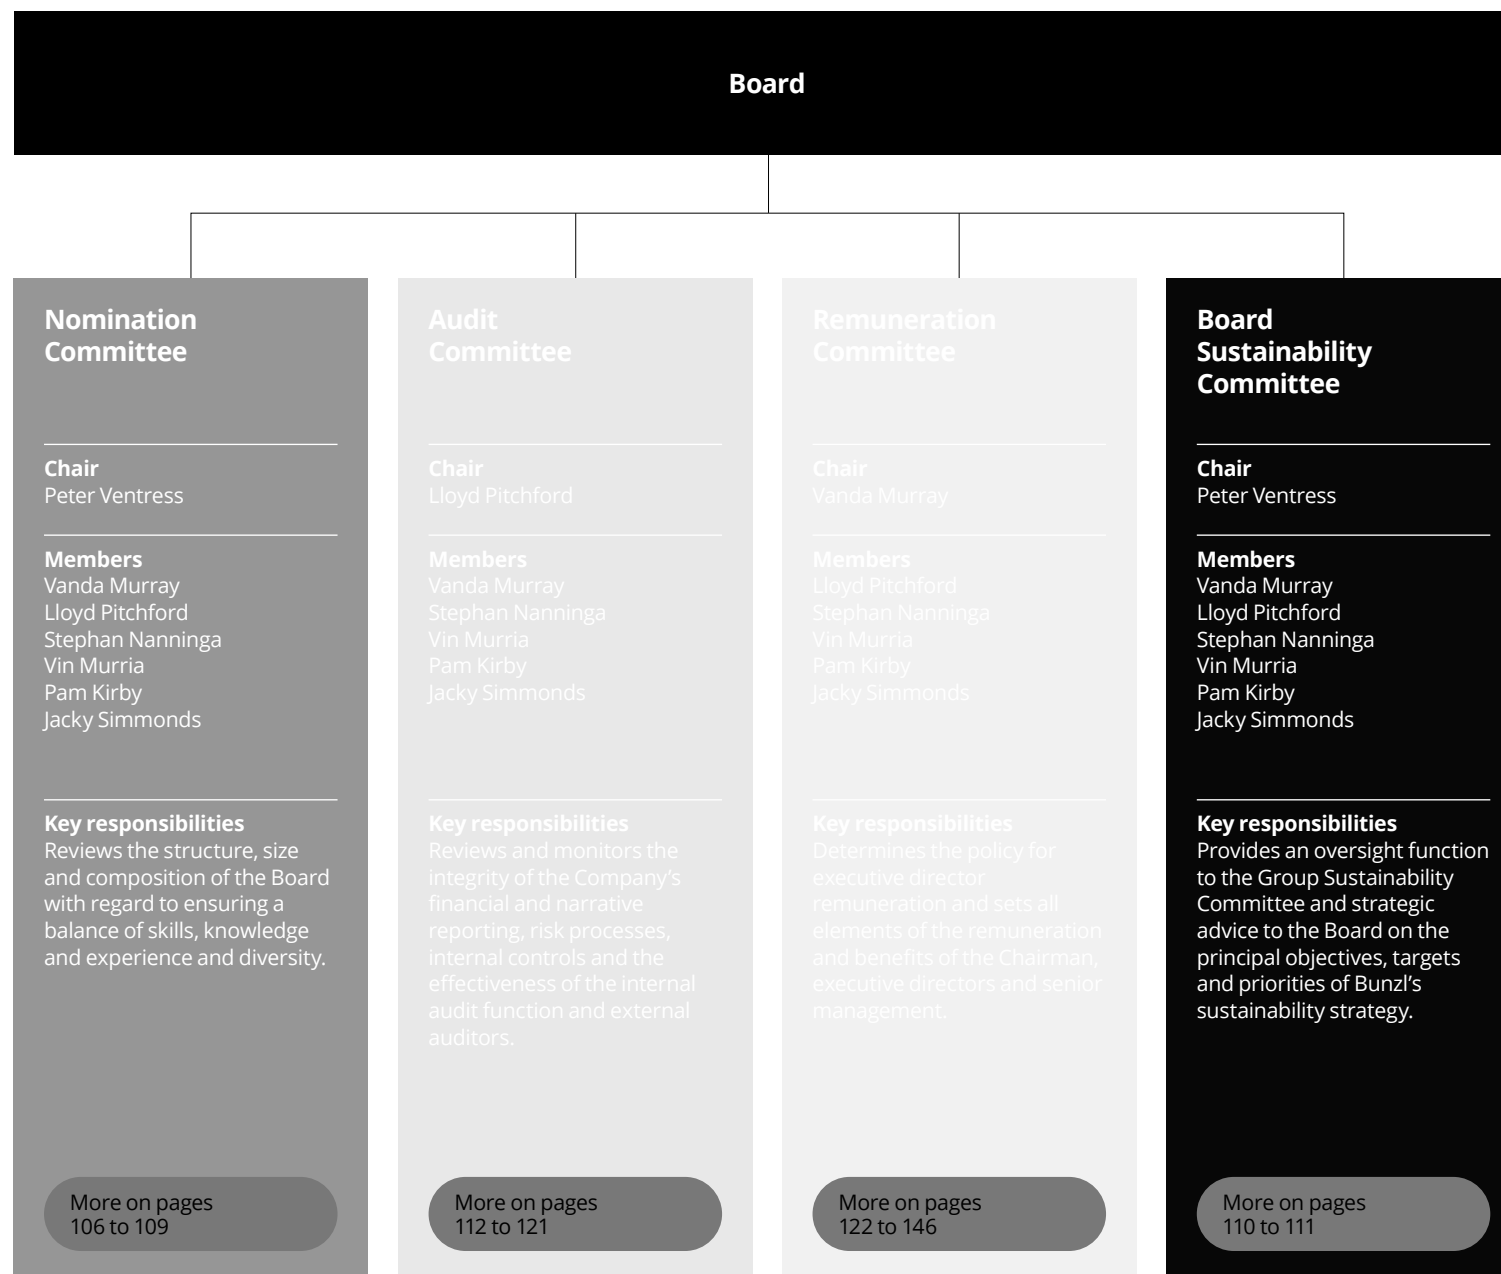 Board
Nomination
Committee
Chair
Peter Ventress
Members
Vanda Murray
Lloyd Pitchford
Stephan Nanninga
Vin Murria
Pam Kirby
Jacky Simmonds
Key responsibilities
Reviews the structure, size
and composition of the Board
with regard to ensuring a
balance of skills, knowledge
and experience and diversity.
More on pages
106 to 109
Audit
Committee
Chair
Lloyd Pitchford
Members
Vanda Murray
Stephan Nanninga
Vin Murria
Pam Kirby
Jacky Simmonds
Key responsibilities
Reviews and monitors the
integrity of the Company’s
financial and narrative
reporting, risk processes,
internal controls and the
effectiveness of the internal
audit function and external
auditors.
More on pages
112 to 121
Remuneration
Committee
Chair
Vanda Murray
Members
Lloyd Pitchford
Stephan Nanninga
Vin Murria
Pam Kirby
Jacky Simmonds
Key responsibilities
Determines the policy for
executive director
remuneration and sets all
elements of the remuneration
and benefits of the Chairman,
executive directors and senior
management.
More on pages
122 to 146
Board
Sustainability
Committee
Chair
Peter Ventress
Members
Vanda Murray
Lloyd Pitchford
Stephan Nanninga
Vin Murria
Pam Kirby
Jacky Simmonds
Key responsibilities
Provides an oversight function
to the Group Sustainability
Committee and strategic
advice to the Board on the
principal objectives, targets
and priorities of Bunzl’s
sustainability strategy.
More on pages
110 to 111